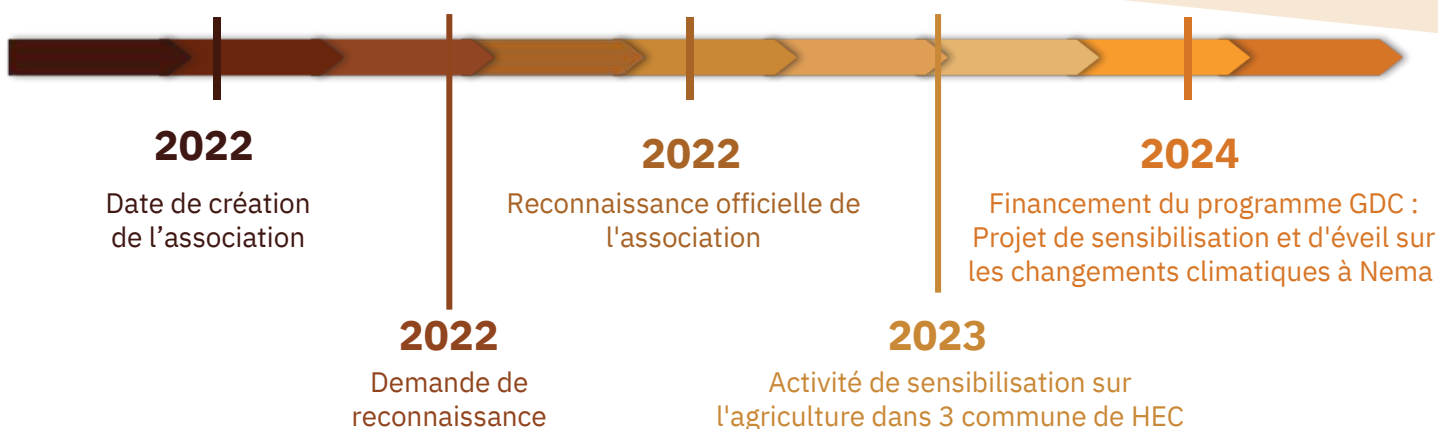 2022
Date de création
de l’association
2022
Demande de
reconnaissance
2022
Reconnaissance officielle de
l'association
2023
Activité de sensibilisation sur
l'agriculture dans 3 commune de HEC
2024
Financement du programme GDC :
Projet de sensibilisation et d'éveil sur
les changements climatiques à Nema